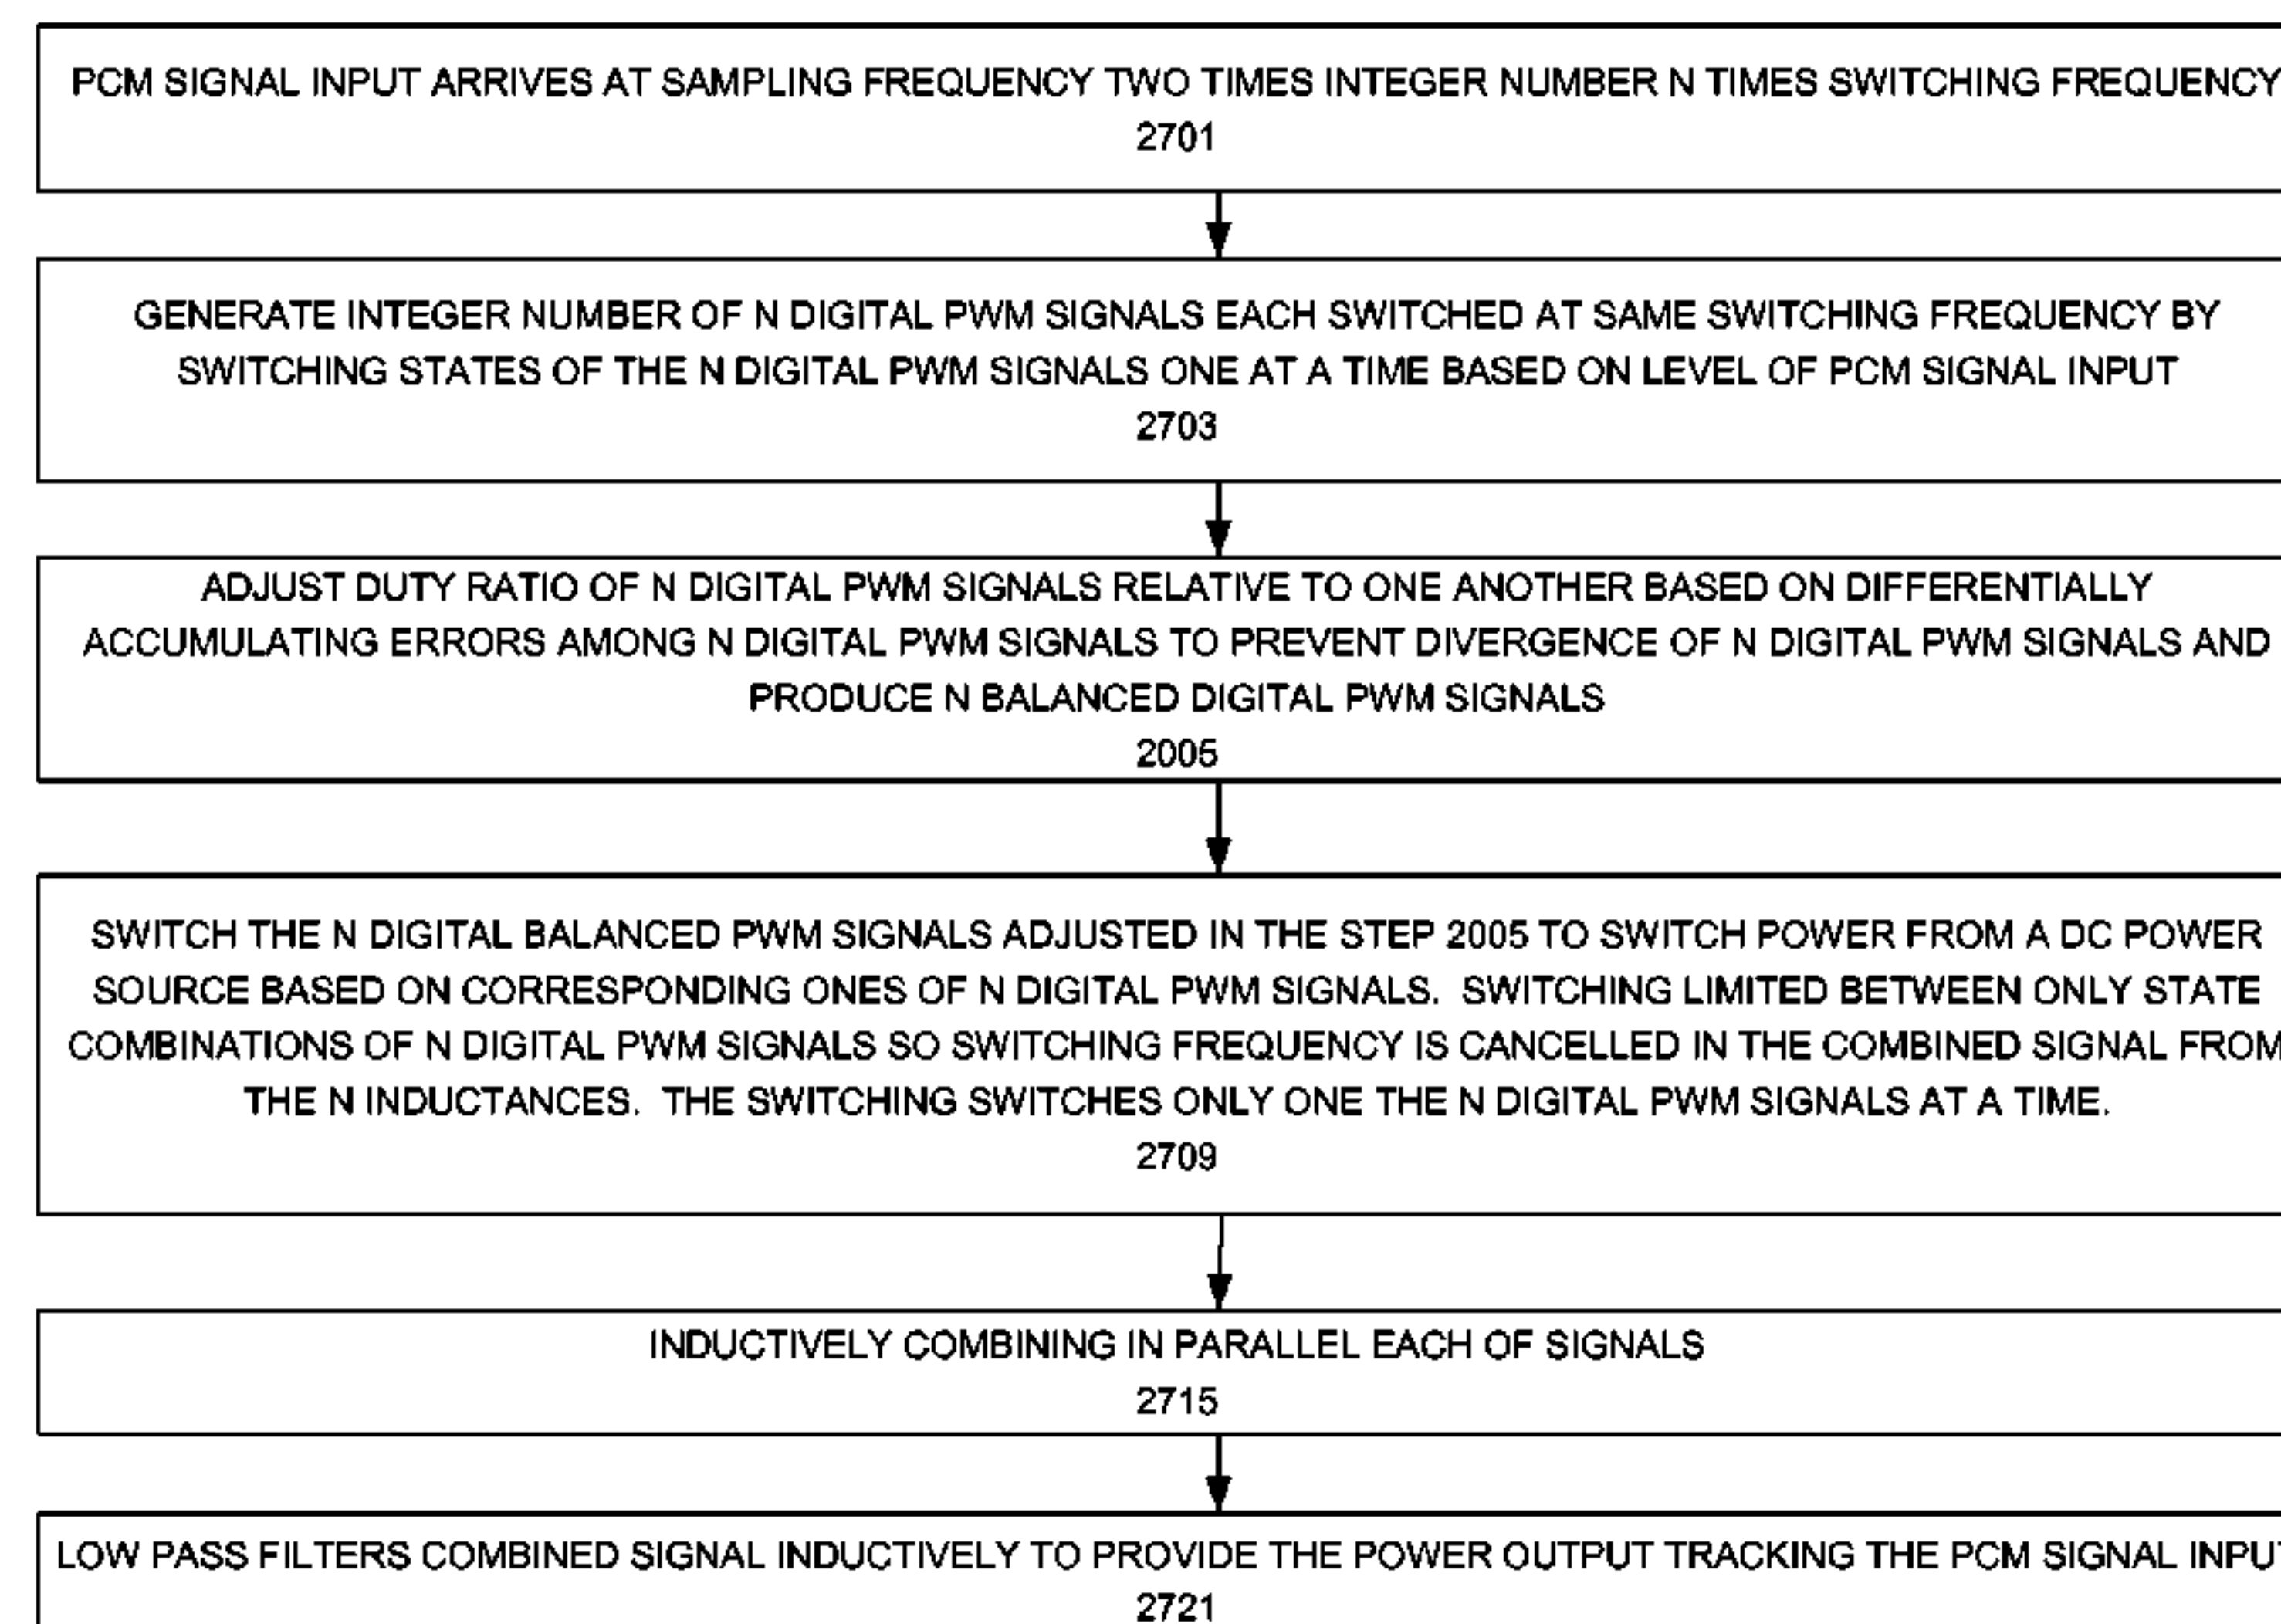 PCM SIGNAL INPUT ARRIVES AT SAMPLING FREQUENCY TWO TIMES INTEGER NUMBER N TIMES SWITCHING FREQUENCY
2701
GENERATE INTEGER NUMBER OF N DIGITAL PWM SIGNALS EACH SWITCHED AT SAME SWITCHING FREQUENCY BY
SWITCHING STATES OF THE N DIGITAL PWM SIGNALS ONE AT A TIME BASED ON LEVEL OF PCM SIGNAL INPUT
2703
ADJUST DUTY RATIO OF N DIGITAL PWM SIGNALS RELATIVE TO ONE ANOTHER BASED ON DIFFERENTIALLY
ACCUMULATING ERRORS AMONG N DIGITAL PWM SIGNALS TO PREVENT DIVERGENCE OF N DIGITAL PWM SIGNALS AND
PRODUCE N BALANCED DIGITAL PWM SIGNALS
2005
SWITCH THE N DIGITAL BALANCED PWM SIGNALS ADJUSTED IN THE STEP 2005 TO SWITCH POWER FROM A DC POWER
SOURCE BASED ON CORRESPONDING ONES OF N DIGITAL PWM SIGNALS. SWITCHING LIMITED BETWEEN ONLY STATE
COMBINATIONS OF N DIGITAL PWM SIGNALS SO SWITCHING FREQUENCY IS CANCELLED IN THE COMBINED SIGNAL FROM
THE N INDUCTANCES. THE SWITCHING SWITCHES ONLY ONE THE N DIGITAL PWM SIGNALS AT A TIME.
2709
INDUCTIVELY COMBINING IN PARALLEL EACH OF SIGNALS
2715
LOW PASS FILTERS COMBINED SIGNAL INDUCTIVELY TO PROVIDE THE POWER OUTPUT TRACKING THE PCM SIGNAL INPUT
2721